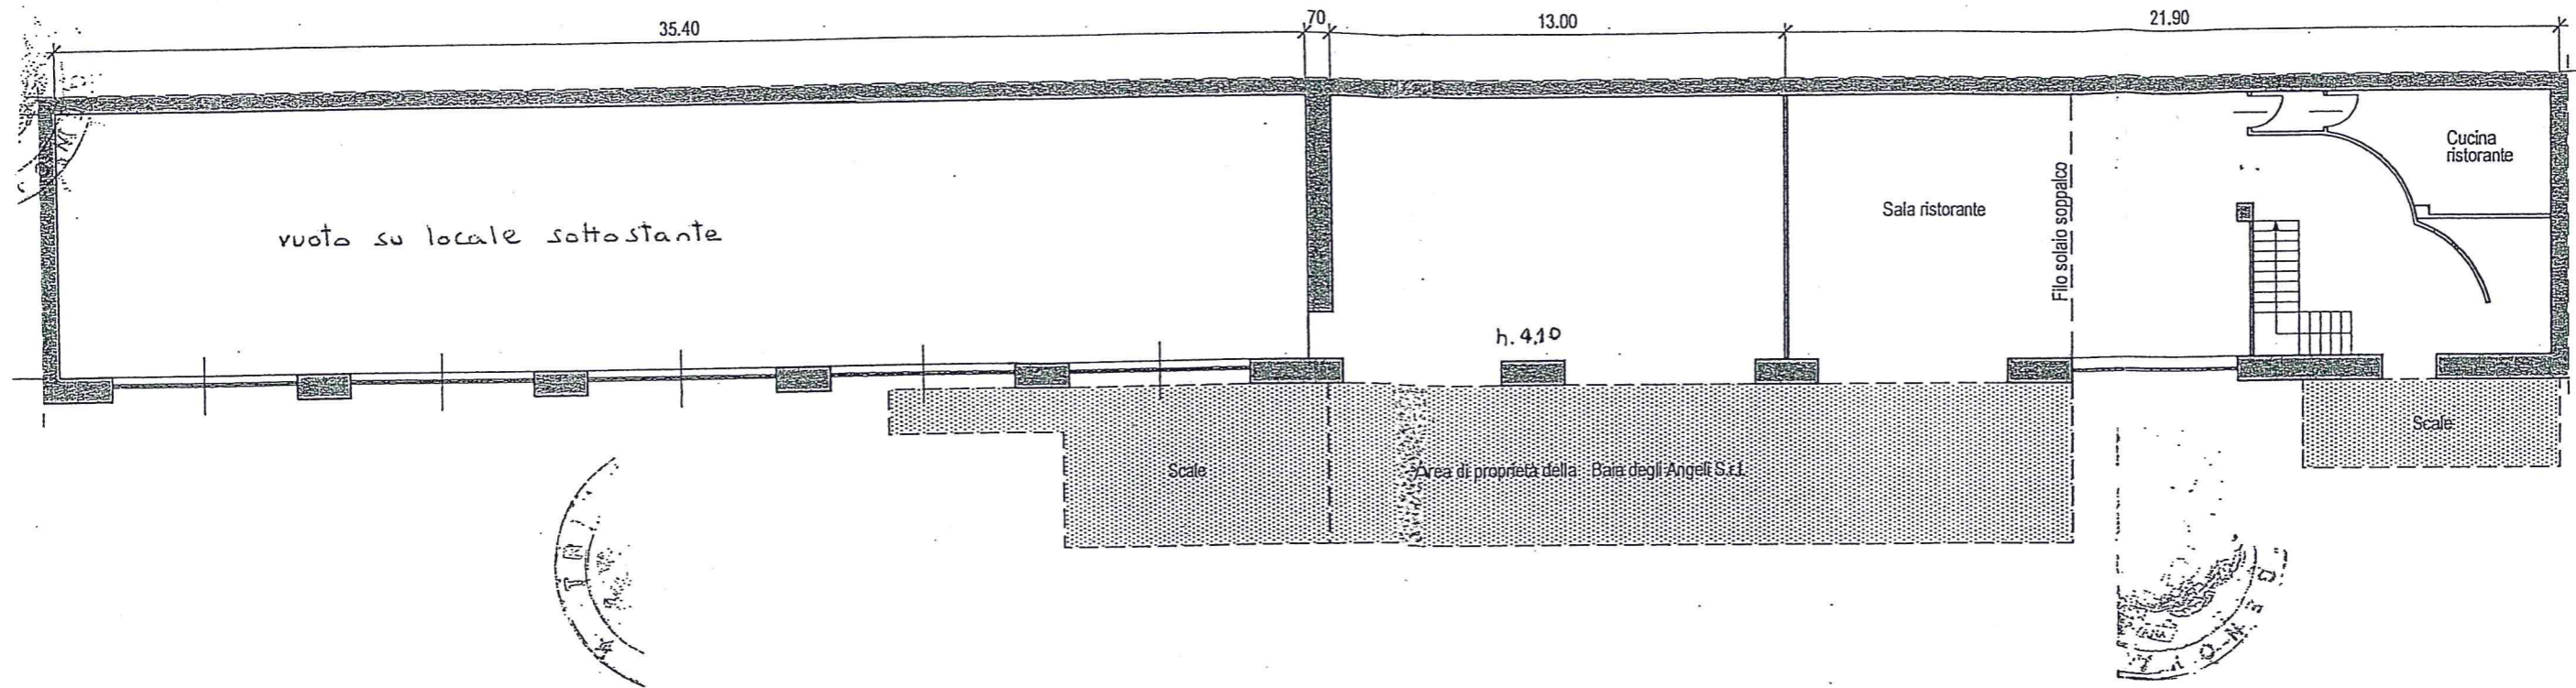 35.40
70
13.00
21.90
Cucina
ristorante
Sala ristorante
Filo solaio soppalco
vuoto su locale sottostante
h. 4,10
Scale
Area di proprietà della Baia degli Angeli S.r.l.
Scale